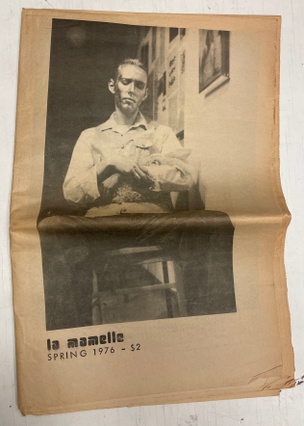 la mamelle
SPRING 1976 - $2